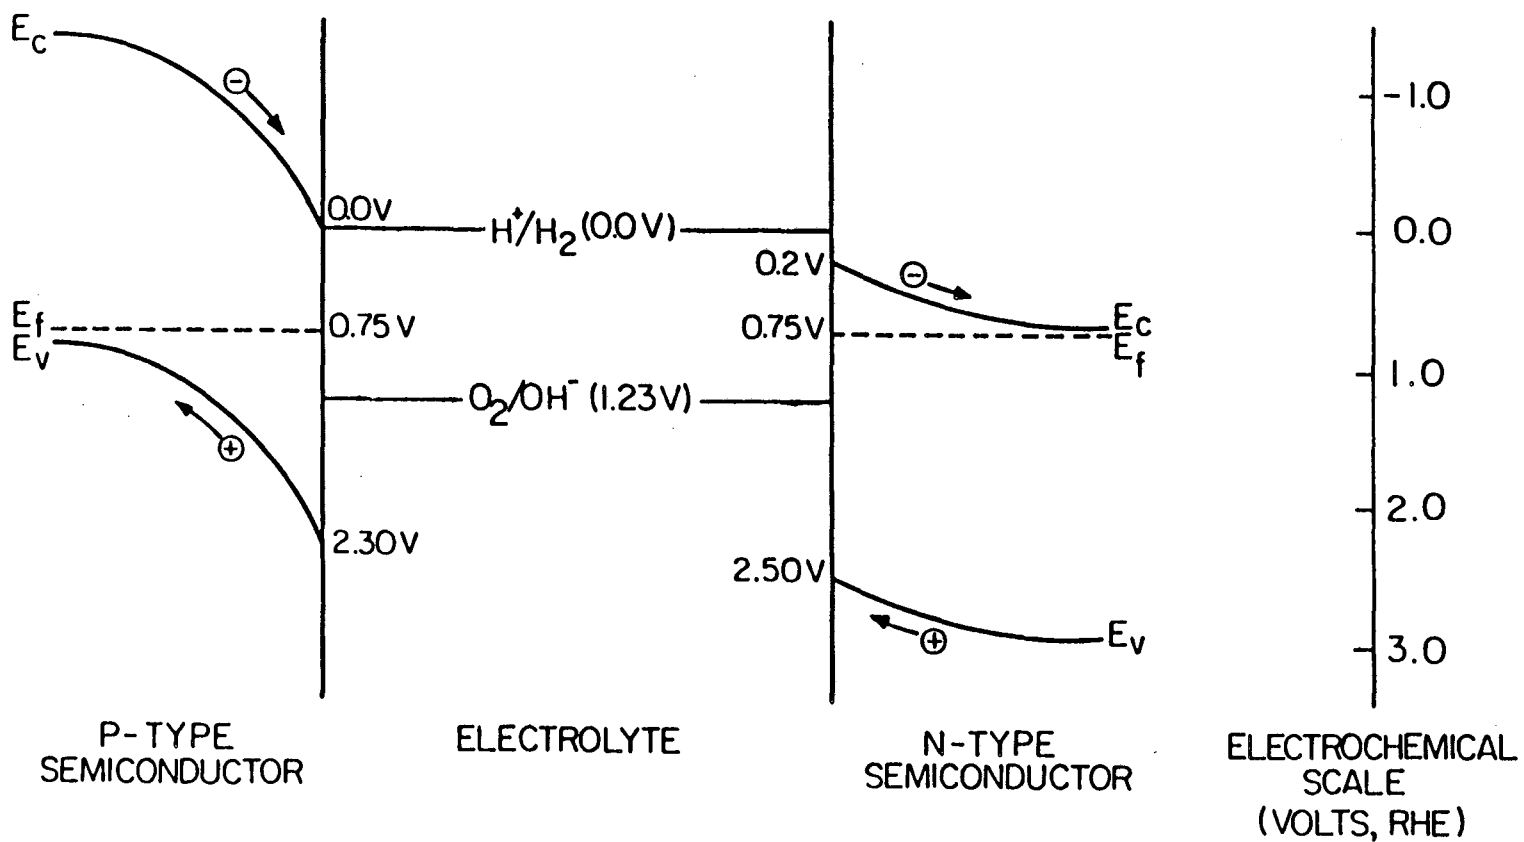 Ec
⊖
-1.0
0.0V
H⁺/H₂ (0.0V)
0.0
0.2V
⊖
Ef
0.75V
0.75V
Ec
Ev
Ef
1.0
O₂/OH⁻ (1.23V)
⊕
2.0
2.30V
2.50V
⊕
Ev
3.0
P-TYPE
SEMICONDUCTOR
ELECTROLYTE
N-TYPE
SEMICONDUCTOR
ELECTROCHEMICAL
SCALE
(VOLTS, RHE)